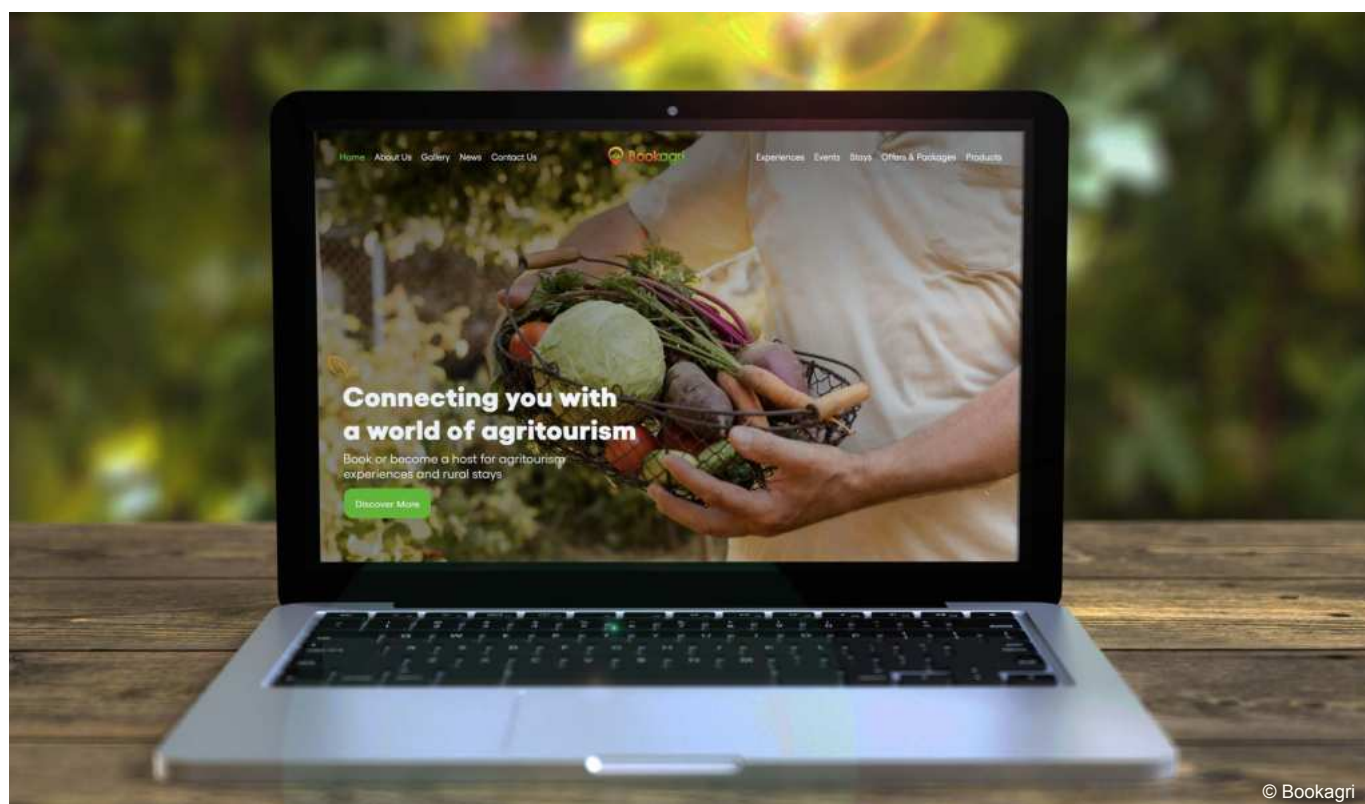 Home About Us Gallery News Contact Us Bookagri Experiences Events Stays Offers & Packages Products
Connecting you with
a world of agritourism
Book or become a host for agritourism
experiences and rural stays
Discover More
© Bookagri